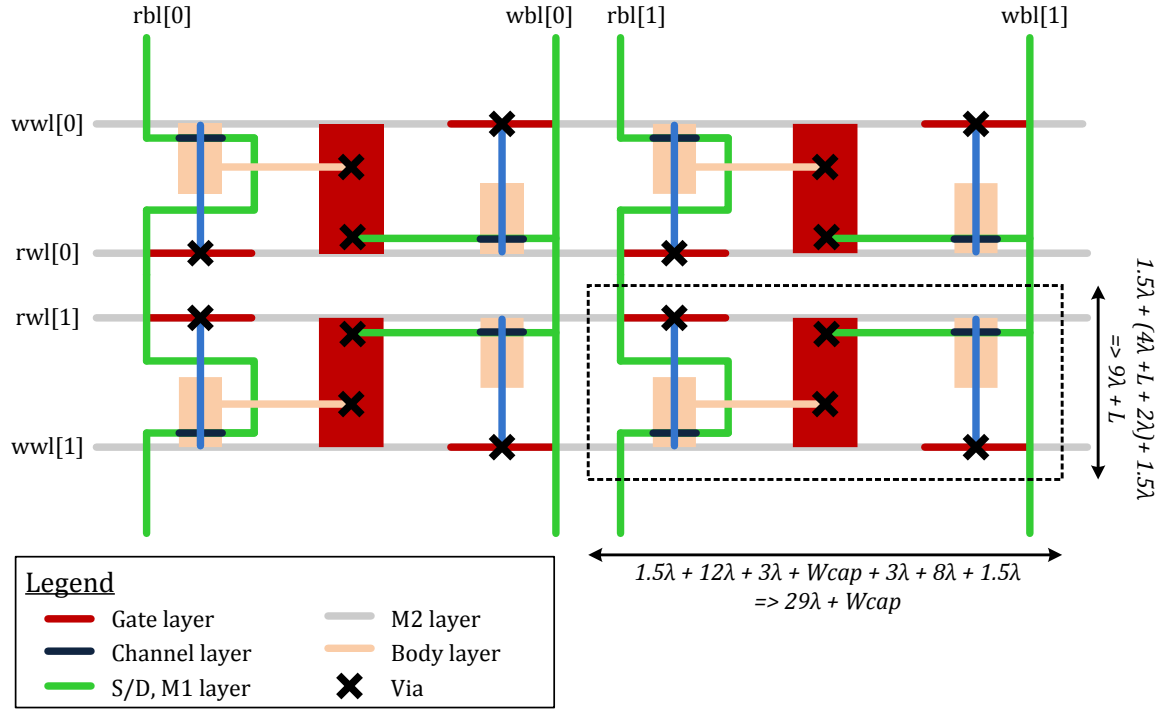 rbl[0] wbl[0] rbl[1] wbl[1]
wwl[0]
rwl[0]
rwl[1]
wwl[1]
1.5λ + (4λ +L + 2λ) + 1.5λ
=> 9λ + L
1.5λ + 12λ + 3λ + Wcap + 3λ + 8λ + 1.5λ
=> 29λ + Wcap
Legend
Gate layer
Channel layer
S/D, M1 layer
M2 layer
Body layer
Via